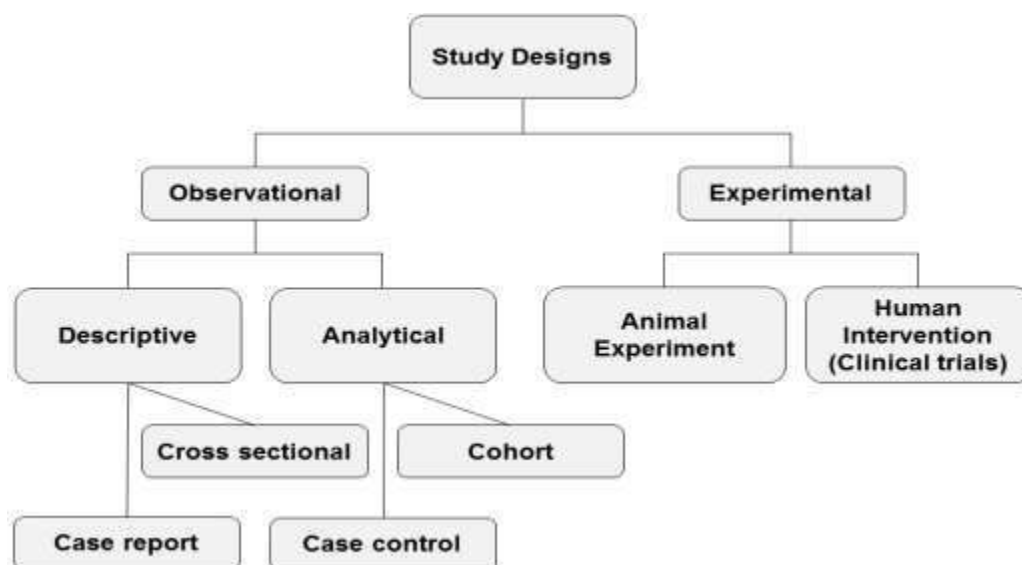 Study Designs
Observational
Experimental
Descriptive
Analytical
Animal
Experiment
Human
Intervention
(Clinical trials)
Cross sectional
Cohort
Case report
Case control